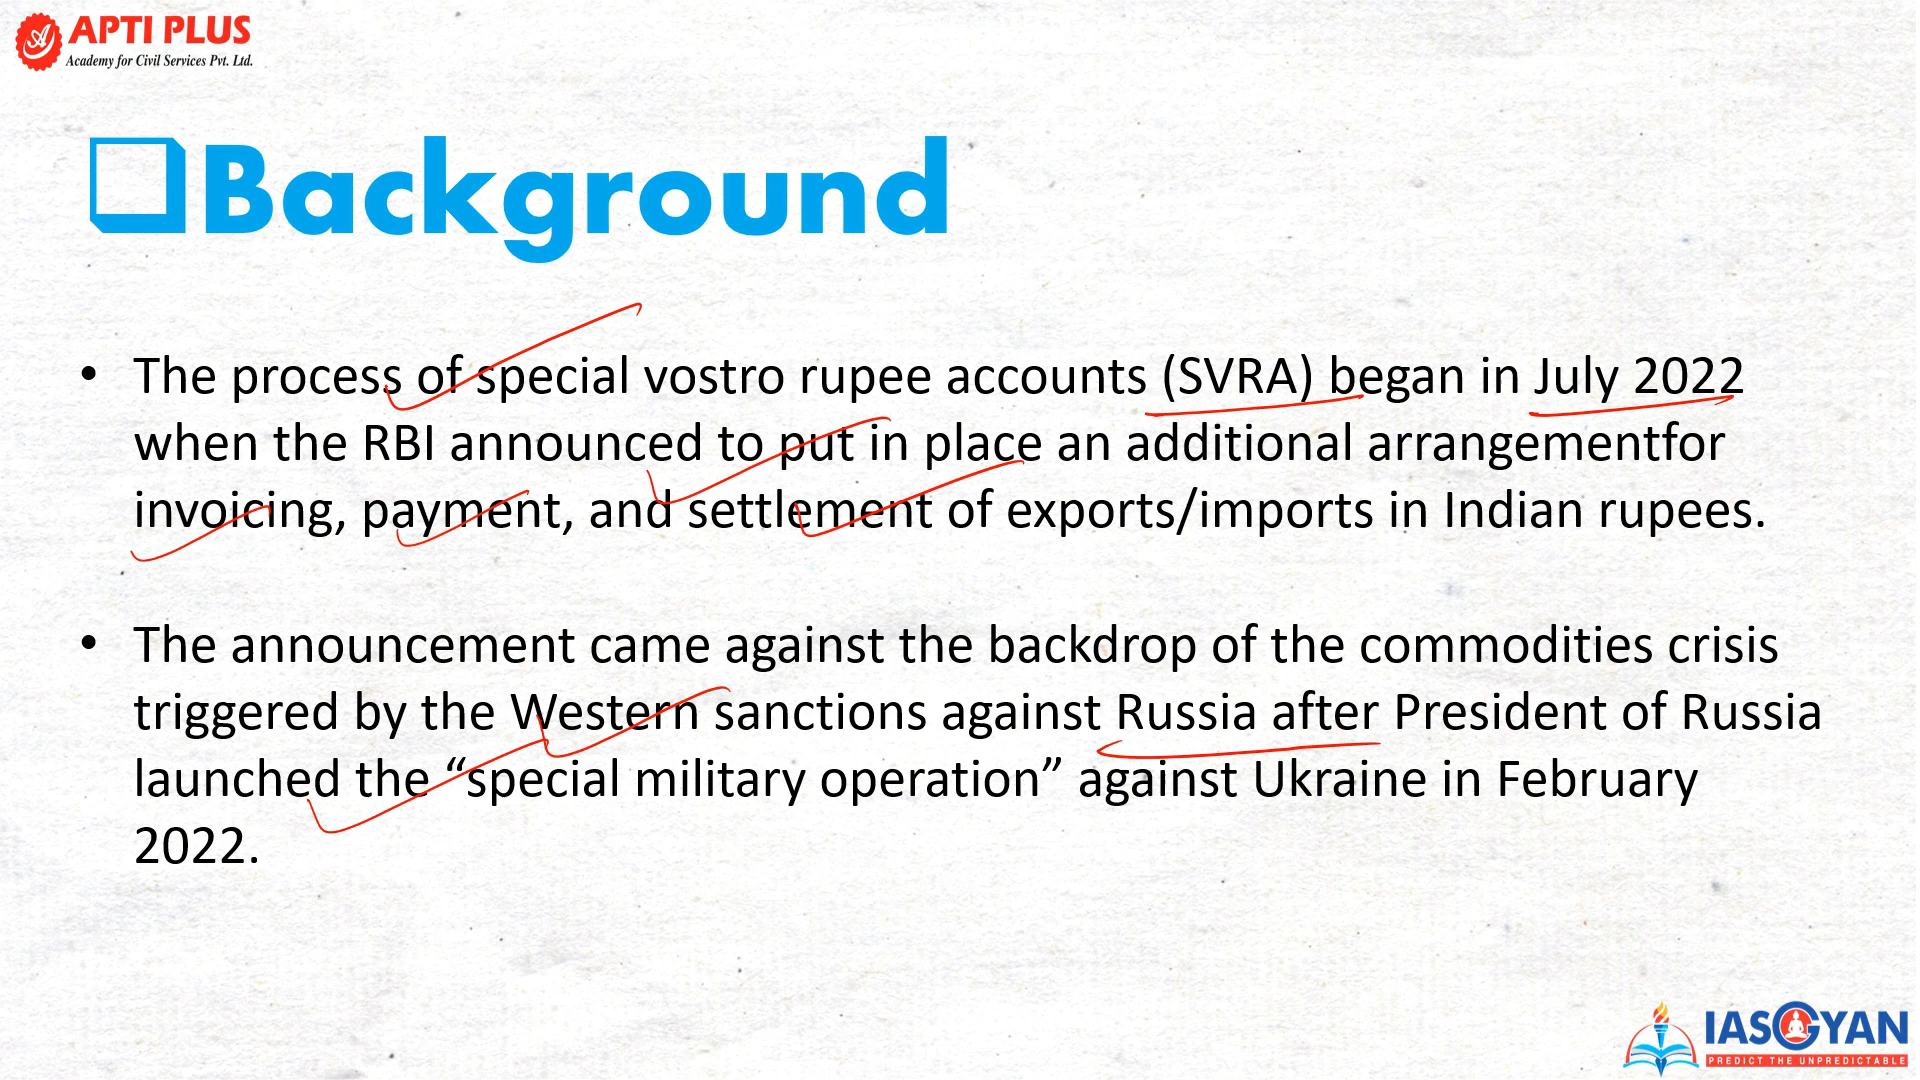 APTI PLUS
Academy for Civil Services Pvt. Ltd.
Background
• The process of special vostro rupee accounts (SVRA) began in July 2022
when the RBI announced to put in place an additional arrangementfor
invoicing, payment, and settlement of exports/imports in Indian rupees.
• The announcement came against the backdrop of the commodities crisis
triggered by the Western sanctions against Russia after President of Russia
launched the “special military operation” against Ukraine in February
2022.
IASGYAN
PREDICT THE UNPREDICTABLE